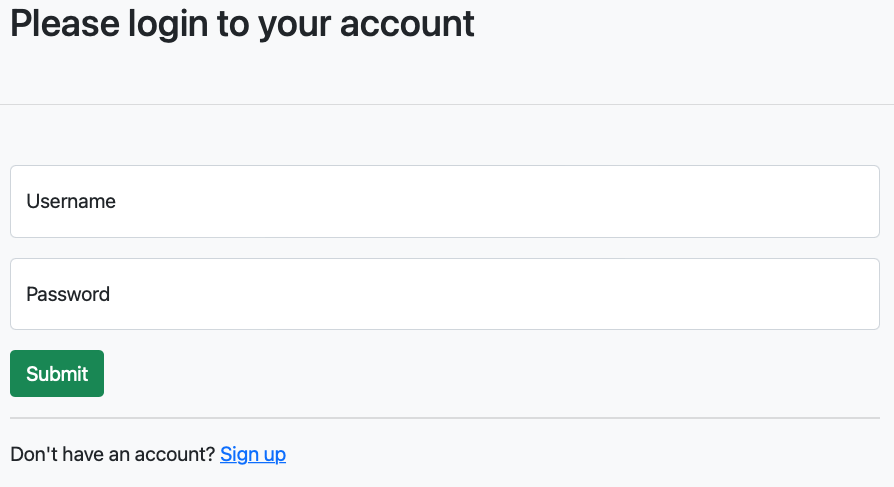 Please login to your account
Username
Password
Submit
Don't have an account? Sign up